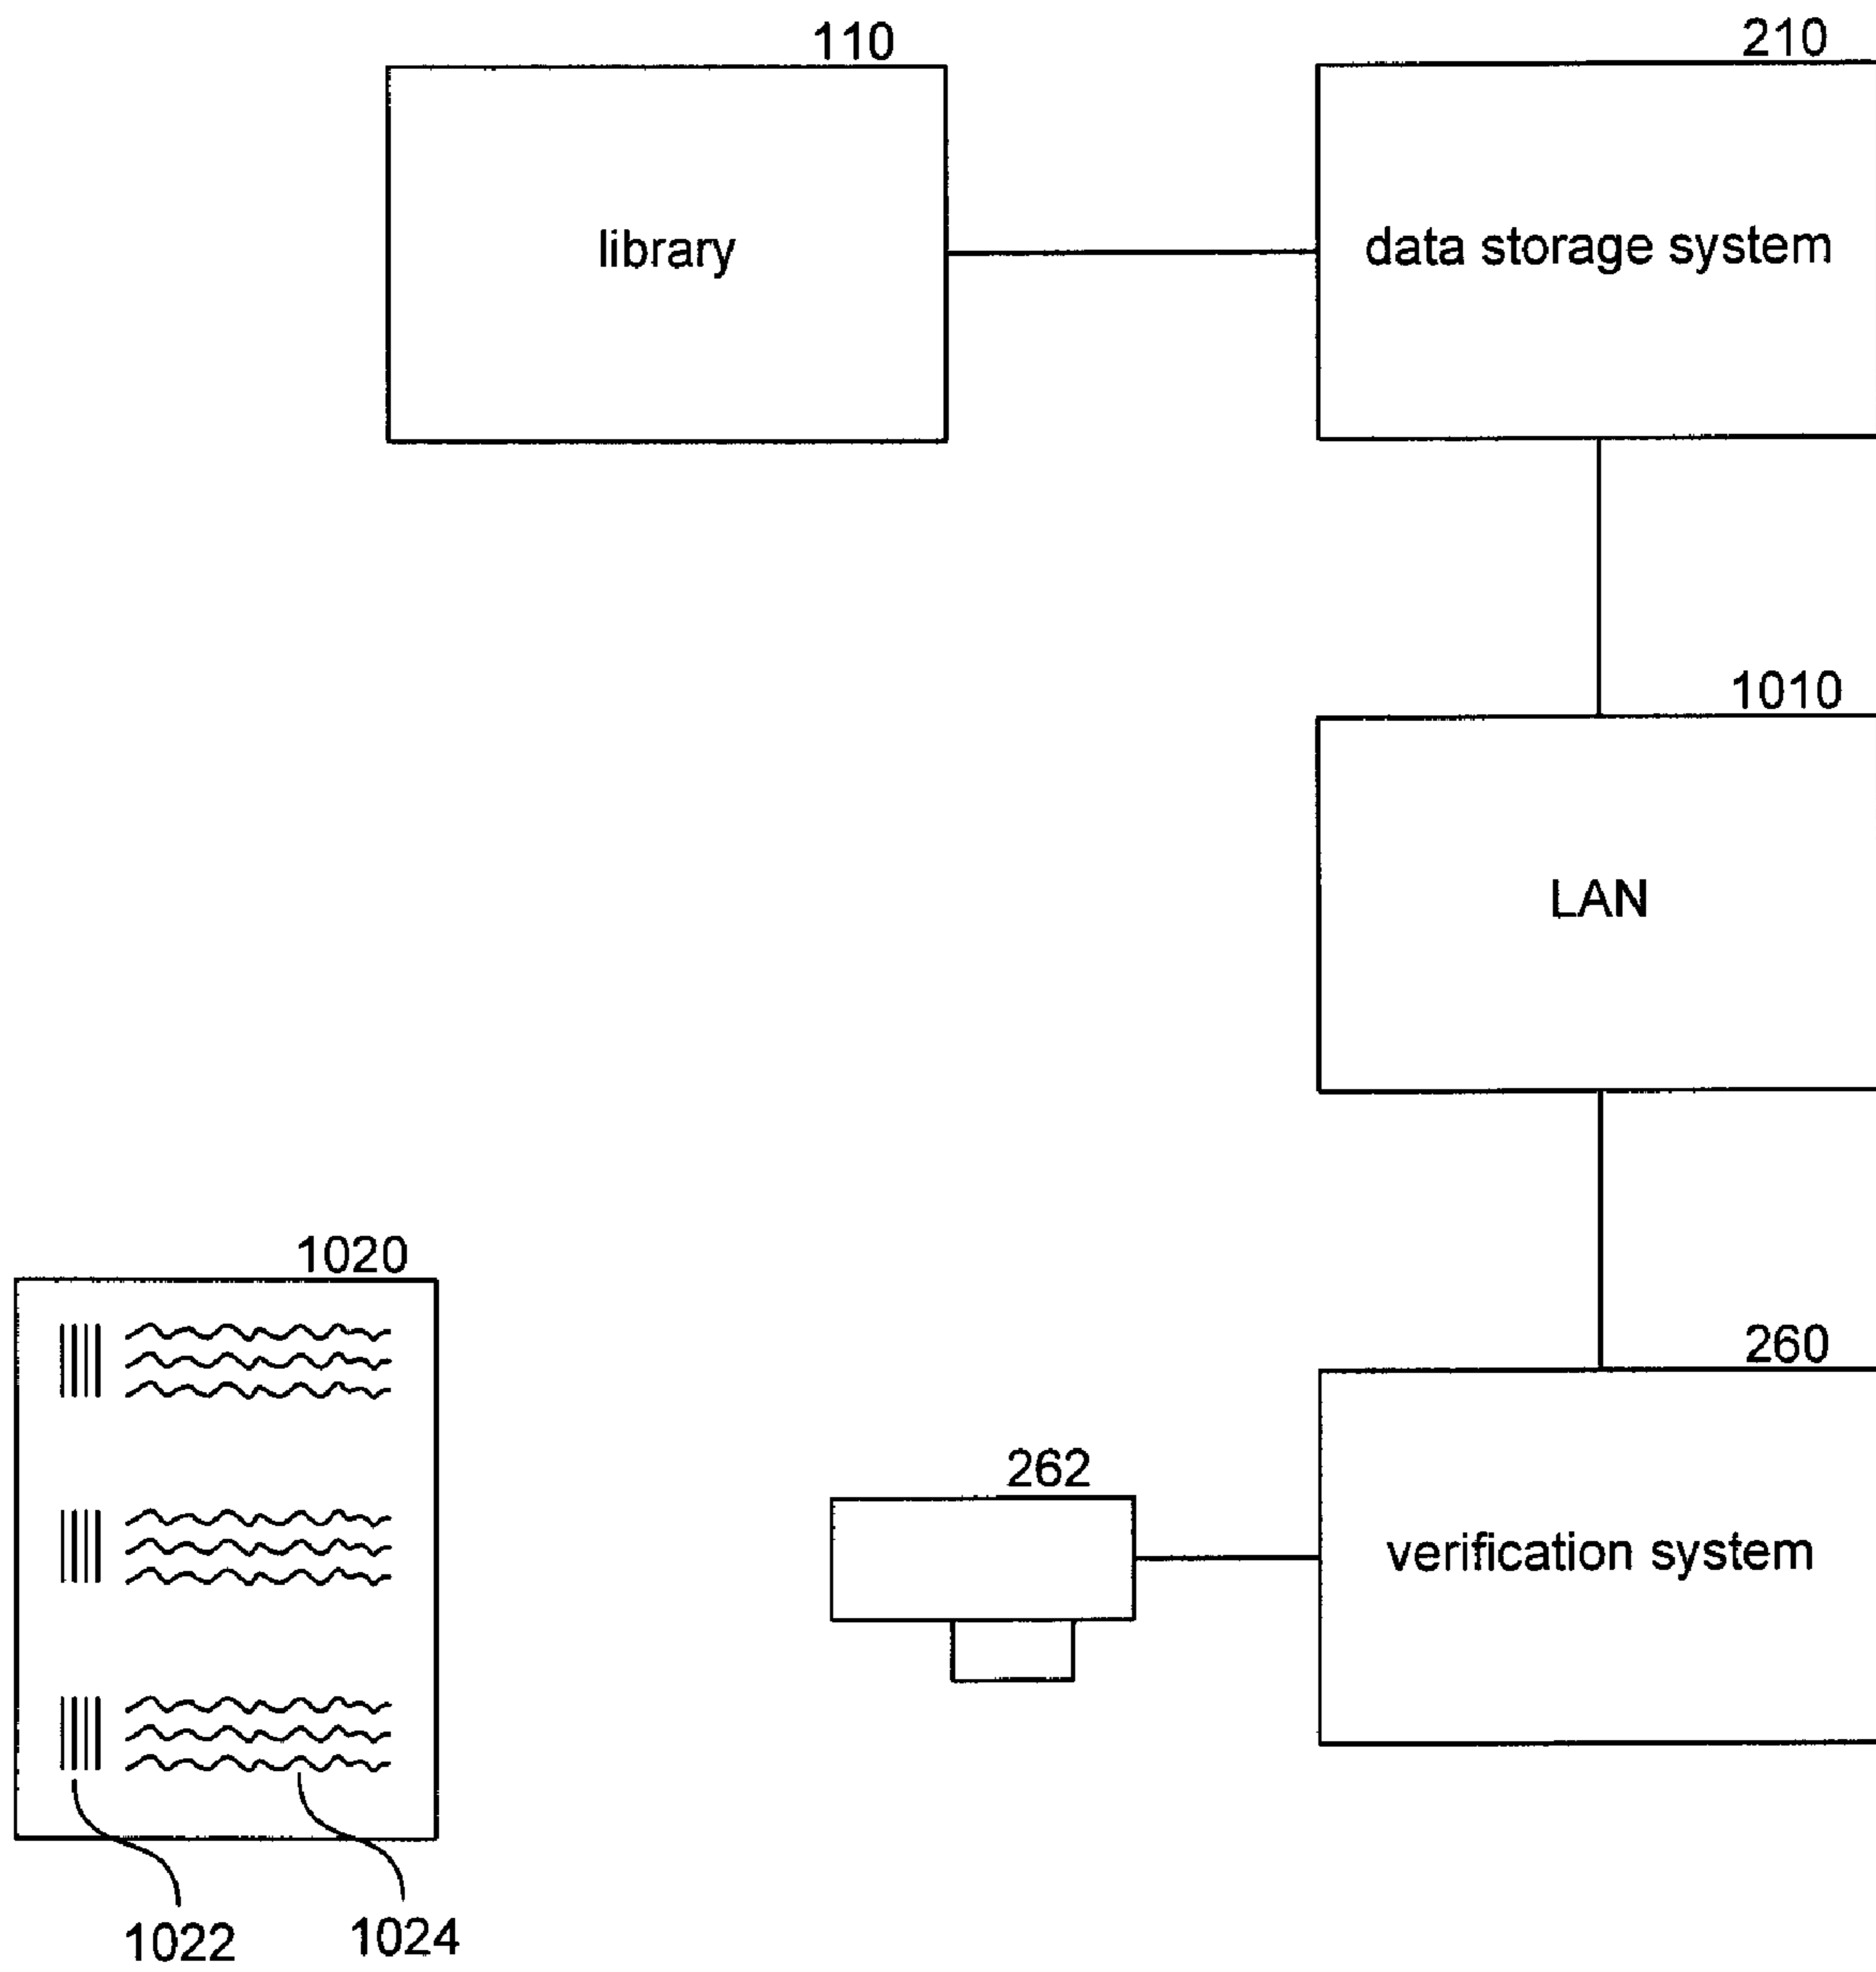 110
210
library
data storage system
1010
LAN
1020
260
262
verification system
1022
1024